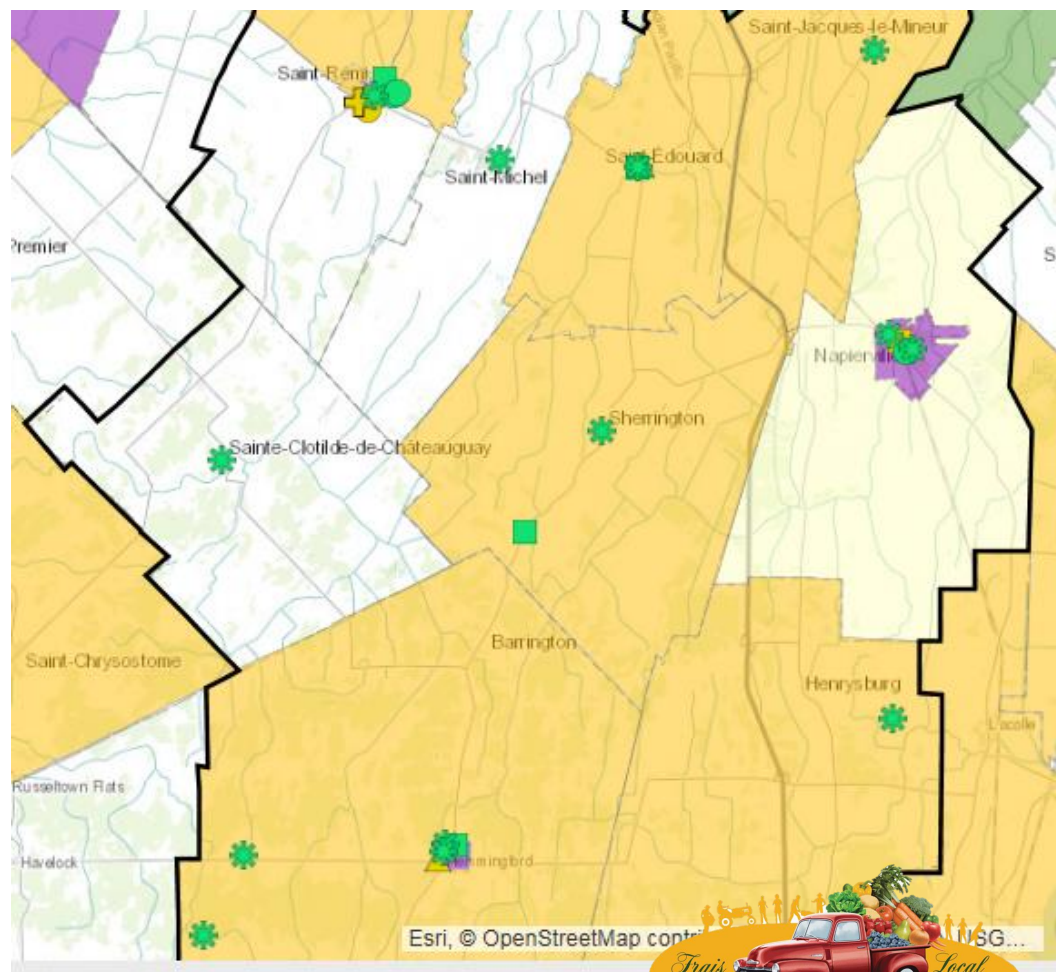 Saint-Jacques-le-Mineur
Saint-Rémi
Saint-Édouard
Saint-Michel
Premier
S
Napierville
Sherrington
Sainte-Clotilde-de-Châteauguay
Barrington
Saint-Chrysostome
Henrysburg
Lacolle
Russeltown Flats
Havelock
Hemmingford
Esri, © OpenStreetMap contri
Frais
Local